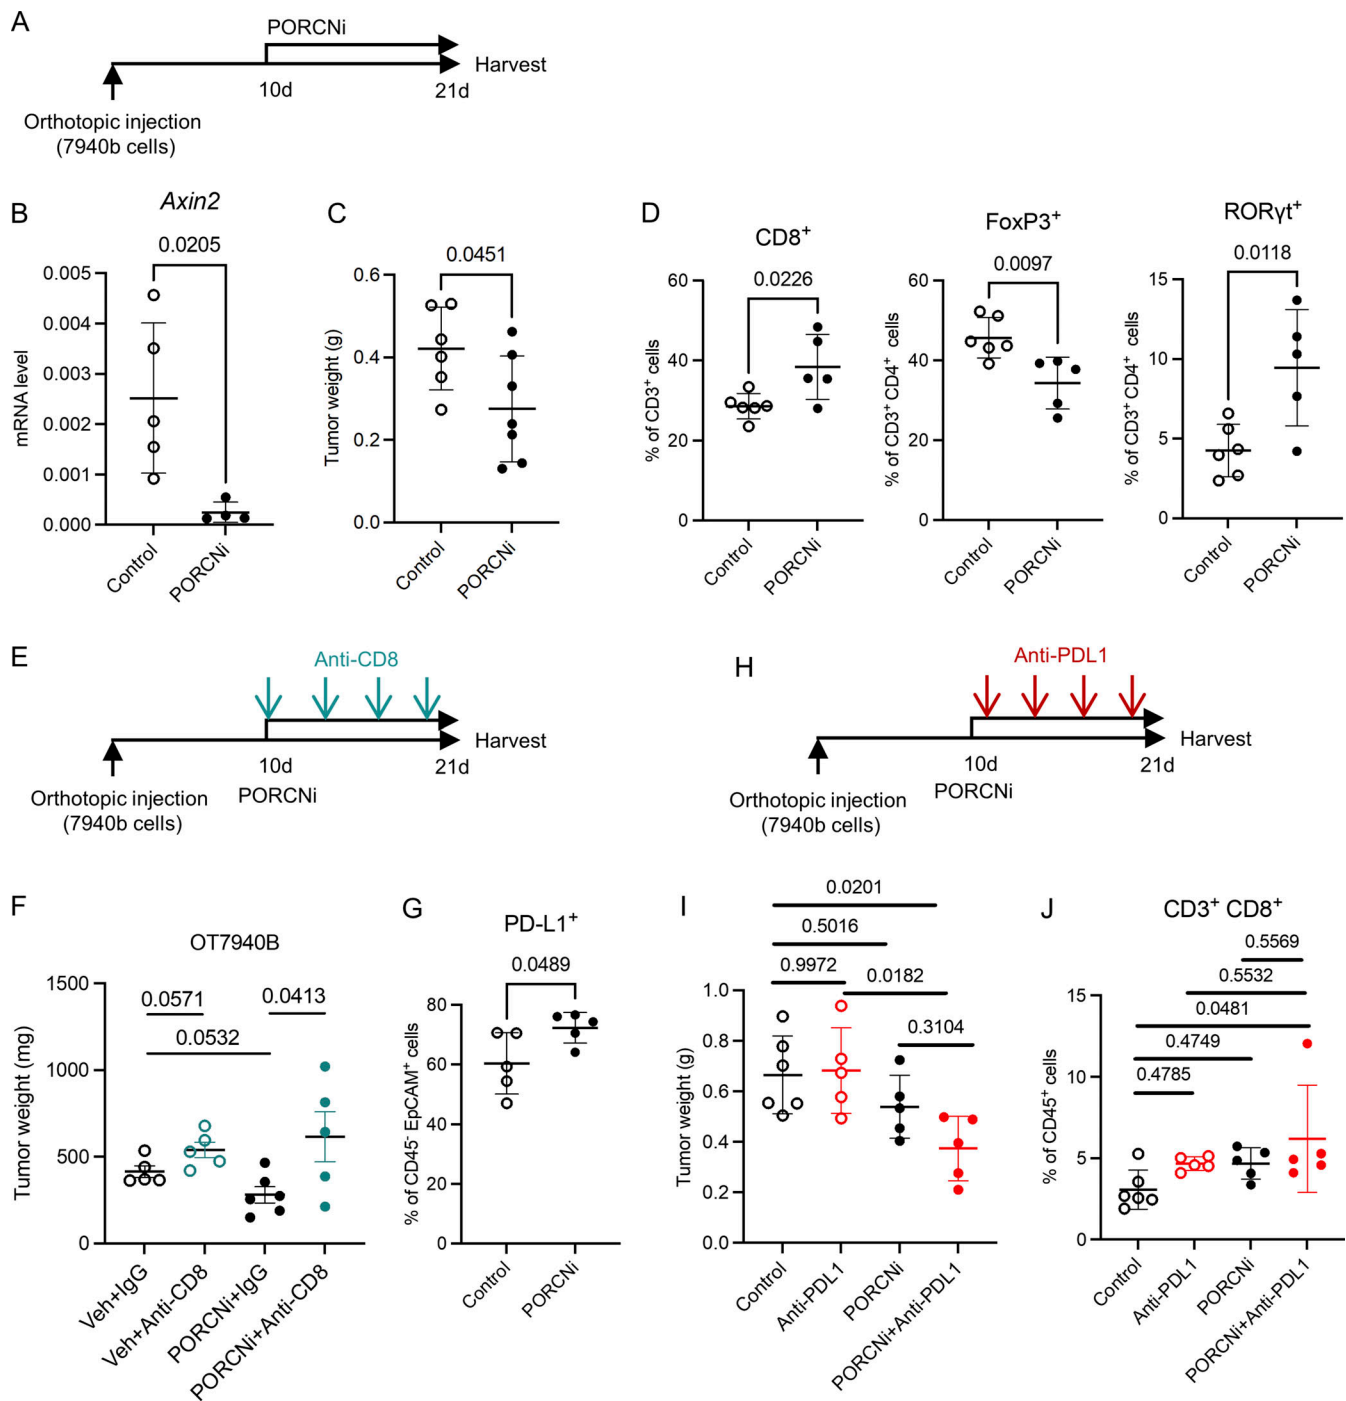 A
PORCNi
Harvest
10d
21d
Orthotopic injection
(7940b cells)
B
Axin2
0.0205
0.005
0.004
0.003
0.002
0.001
0.000
mRNA level
Control
PORCNi
C
0.0451
0.6
0.4
0.2
0.0
Tumor weight (g)
Control
PORCNi
D
CD8+
0.0226
60
40
20
0
% of CD3+ cells
Control
PORCNi
FoxP3+
0.0097
60
40
20
0
% of CD3+ CD4+ cells
Control
PORCNi
RORγt+
0.0118
15
10
5
0
% of CD3+ CD4+ cells
Control
PORCNi
E
Anti-CD8
Harvest
10d
21d
PORCNi
Orthotopic injection
(7940b cells)
H
Anti-PDL1
Harvest
10d
21d
PORCNi
Orthotopic injection
(7940b cells)
F
OT7940B
1500
1000
500
0
Tumor weight (mg)
0.0571
0.0413
0.0532
Veh+IgG
Veh+Anti-CD8
PORCNi+IgG
PORCNi+Anti-CD8
G
PD-L1+
0.0489
80
60
40
20
0
% of CD45- EpCAM+ cells
Control
PORCNi
I
0.0201
0.5016
0.9972
0.0182
0.3104
1.0
0.8
0.6
0.4
0.2
0.0
Tumor weight (g)
Control
Anti-PDL1
PORCNi
PORCNi+Anti-PDL1
J
CD3+ CD8+
0.5569
0.5532
0.0481
0.4749
0.4785
15
10
5
0
% of CD45+ cells
Control
Anti-PDL1
PORCNi
PORCNi+Anti-PDL1